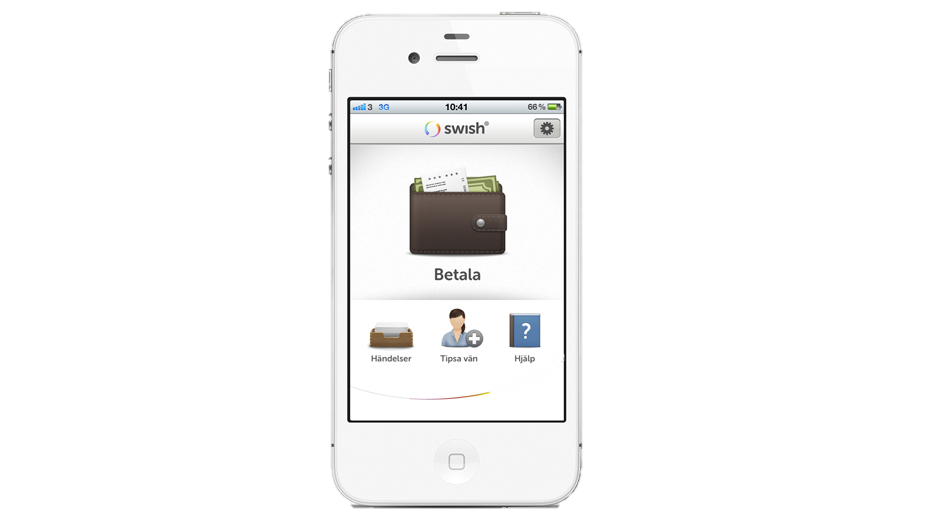 3 3G 10:41 66 %
swish®
Betala
Händelser Tipsa vän Hjälp
?